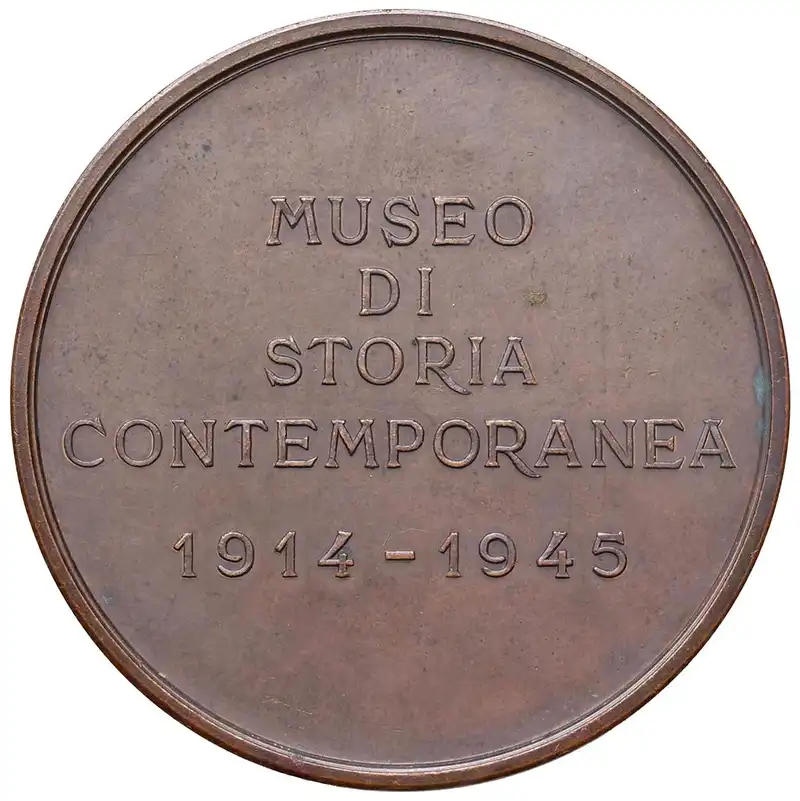 MUSEO
DI
STORIA
CONTEMPORANEA
1914-1945